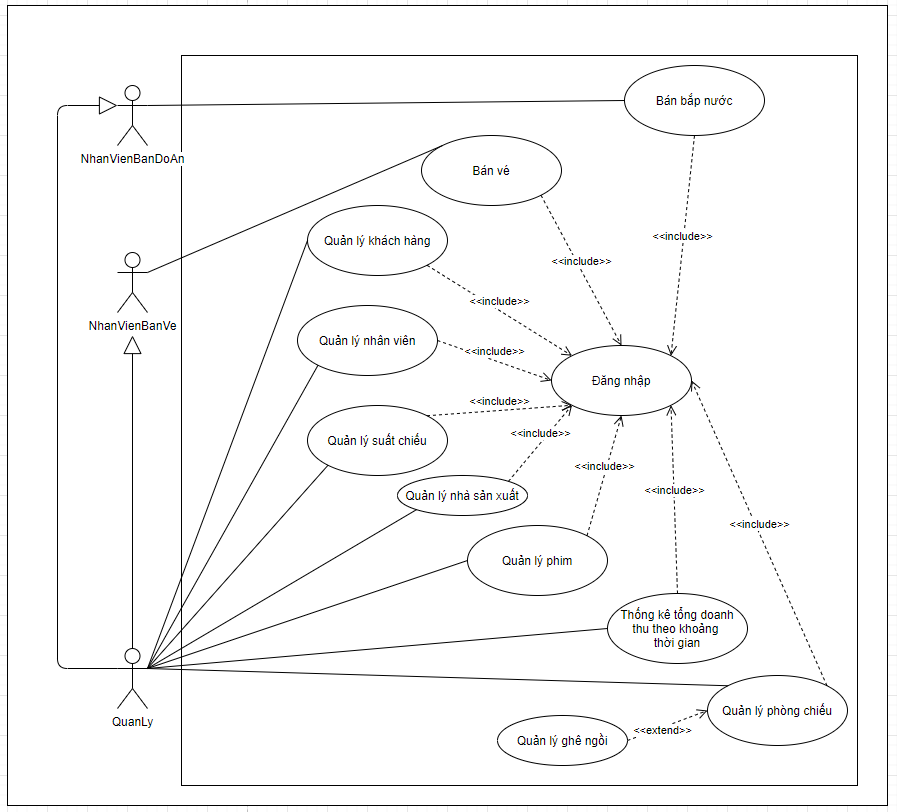 Bán bắp nước
NhanVienBanDoAn
Bán vé
<<include>>
Quản lý khách hàng
<<include>>
<<include>>
NhanVienBanVe
Quản lý nhân viên
<<include>>
Đăng nhập
<<include>>
Quản lý suất chiếu
<<include>>
<<include>>
Quản lý nhà sản xuất
<<include>>
<<include>>
Quản lý phim
Thống kê tổng doanh
thu theo khoảng
thời gian
QuanLy
Quản lý phòng chiếu
<<extend>>
Quản lý ghế ngồi